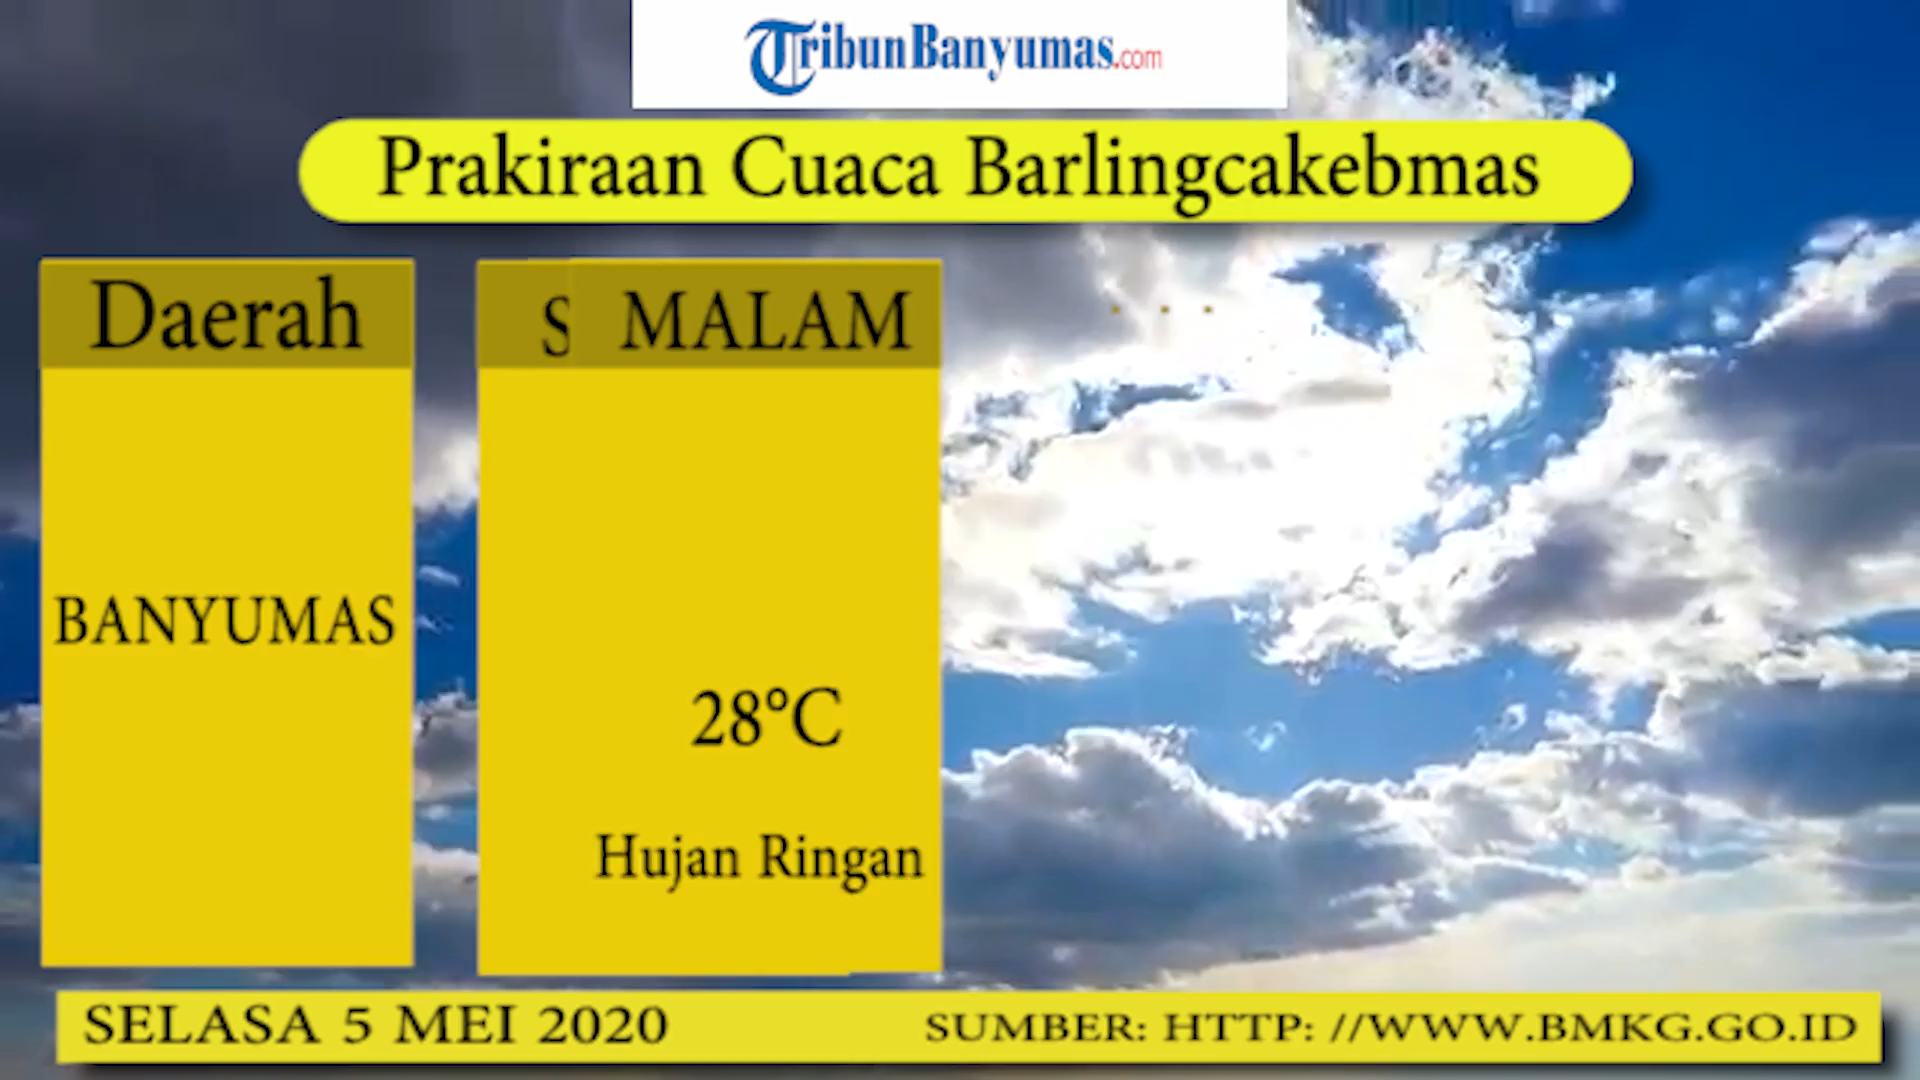 TribunBanyumas.com
Prakiraan Cuaca Barlingcakebmas
Daerah
S
MALAM
BANYUMAS
28°C
Hujan Ringan
SELASA 5 MEI 2020
SUMBER: HTTP: //WWW.BMKG.GO.ID